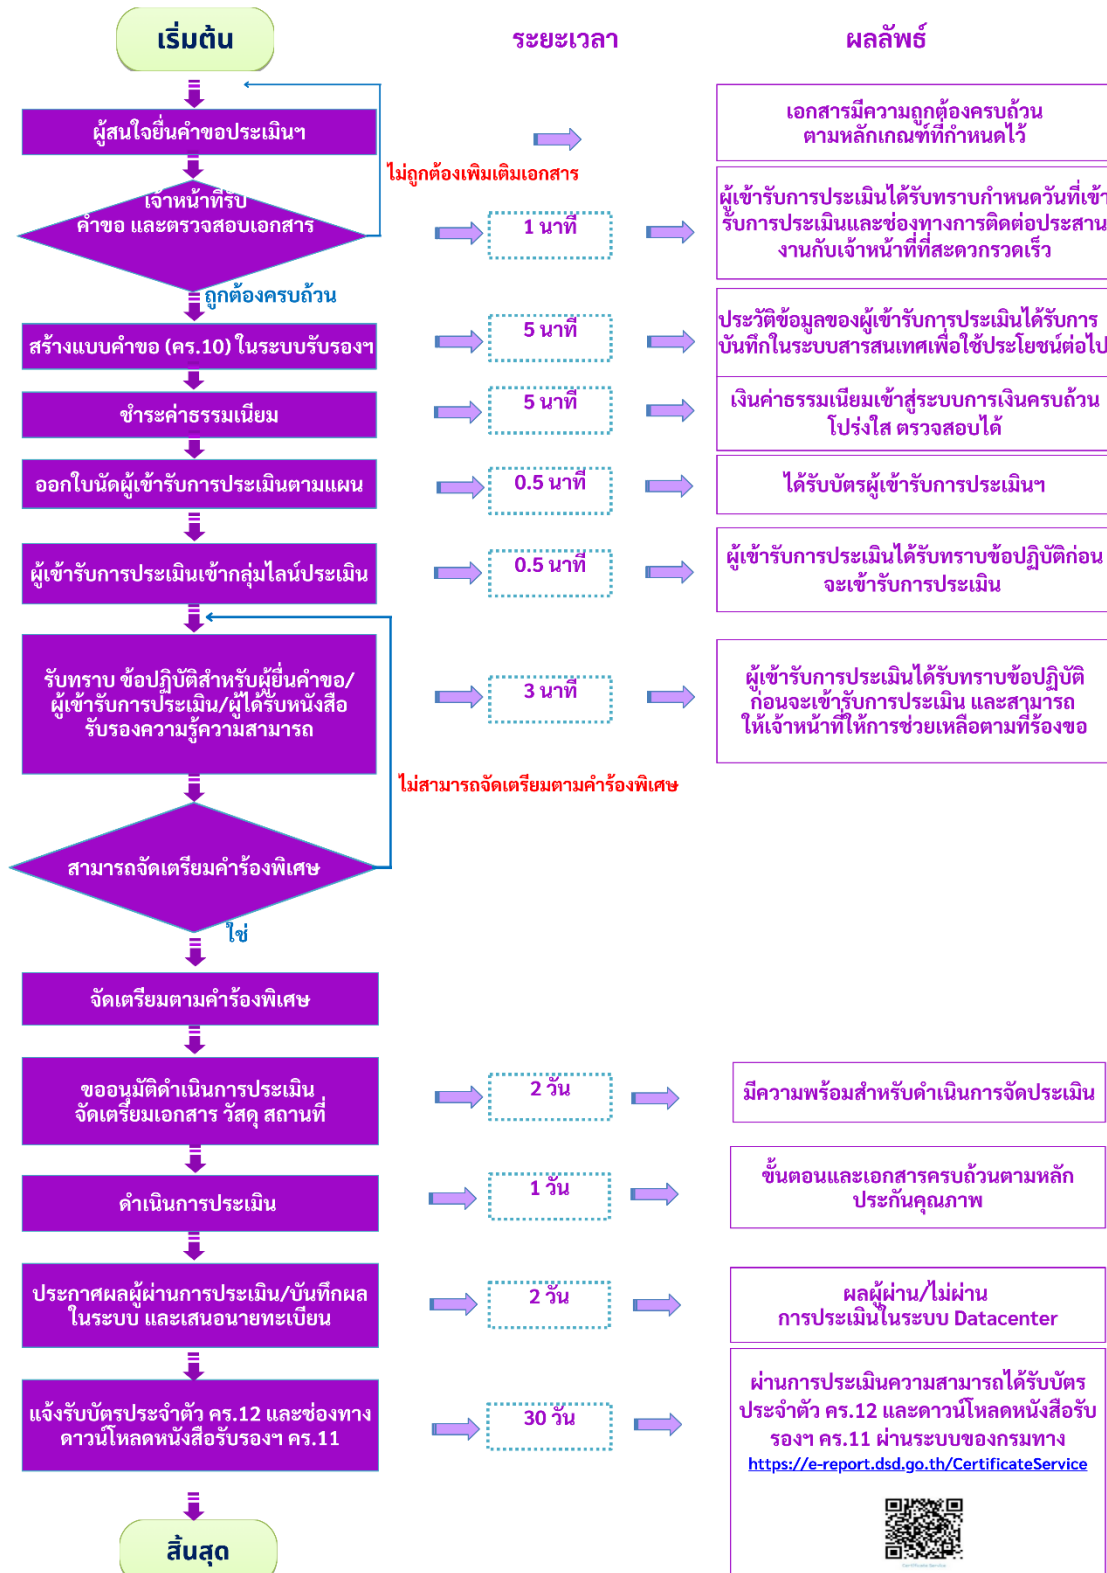 เริ่มต้น
ระยะเวลา
ผลลัพธ์
ผู้สนใจยื่นคำขอประเมินฯ
เอกสารมีความถูกต้องครบถ้วน
ตามหลักเกณฑ์ที่กำหนดไว้
ไม่ถูกต้องเพิ่มเติมเอกสาร
เจ้าหน้าที่รับ
คำขอ และตรวจสอบเอกสาร
1 นาที
ผู้เข้ารับการประเมินได้รับทราบกำหนดวันที่เข้า
รับการประเมินและช่องทางการติดต่อประสาน
งานกับเจ้าหน้าที่ที่สะดวกรวดเร็ว
ถูกต้องครบถ้วน
สร้างแบบคำขอ (คร.10) ในระบบรับรองฯ
5 นาที
ประวัติข้อมูลของผู้เข้ารับการประเมินได้รับการ
บันทึกในระบบสารสนเทศเพื่อใช้ประโยชน์ต่อไป
ชำระค่าธรรมเนียม
5 นาที
เงินค่าธรรมเนียมเข้าสู่ระบบการเงินครบถ้วน
โปร่งใส ตรวจสอบได้
ออกใบนัดผู้เข้ารับการประเมินตามแผน
0.5 นาที
ได้รับบัตรผู้เข้ารับการประเมินฯ
ผู้เข้ารับการประเมินเข้ากลุ่มไลน์ประเมิน
0.5 นาที
ผู้เข้ารับการประเมินได้รับทราบข้อปฏิบัติก่อน
จะเข้ารับการประเมิน
รับทราบ ข้อปฏิบัติสำหรับผู้ยื่นคำขอ/
ผู้เข้ารับการประเมิน/ผู้ได้รับหนังสือ
รับรองความรู้ความสามารถ
3 นาที
ผู้เข้ารับการประเมินได้รับทราบข้อปฏิบัติ
ก่อนจะเข้ารับการประเมิน และสามารถ
ให้เจ้าหน้าที่ให้การช่วยเหลือตามที่ร้องขอ
ไม่สามารถจัดเตรียมตามคำร้องพิเศษ
สามารถจัดเตรียมคำร้องพิเศษ
ใช่
จัดเตรียมตามคำร้องพิเศษ
ขออนุมัติดำเนินการประเมิน
จัดเตรียมเอกสาร วัสดุ สถานที่
2 วัน
มีความพร้อมสำหรับดำเนินการจัดประเมิน
ดำเนินการประเมิน
1 วัน
ขั้นตอนและเอกสารครบถ้วนตามหลัก
ประกันคุณภาพ
ประกาศผลผู้ผ่านการประเมิน/บันทึกผล
ในระบบ และเสนอนายทะเบียน
2 วัน
ผลผู้ผ่าน/ไม่ผ่าน
การประเมินในระบบ Datacenter
แจ้งรับบัตรประจำตัว คร.12 และช่องทาง
ดาวน์โหลดหนังสือรับรองฯ คร.11
30 วัน
ผ่านการประเมินความสามารถได้รับบัตร
ประจำตัว คร.12 และดาวน์โหลดหนังสือรับ
รองฯ คร.11 ผ่านระบบของกรมทาง
https://e-report.dsd.go.th/CertificateService
Certificate Service
สิ้นสุด